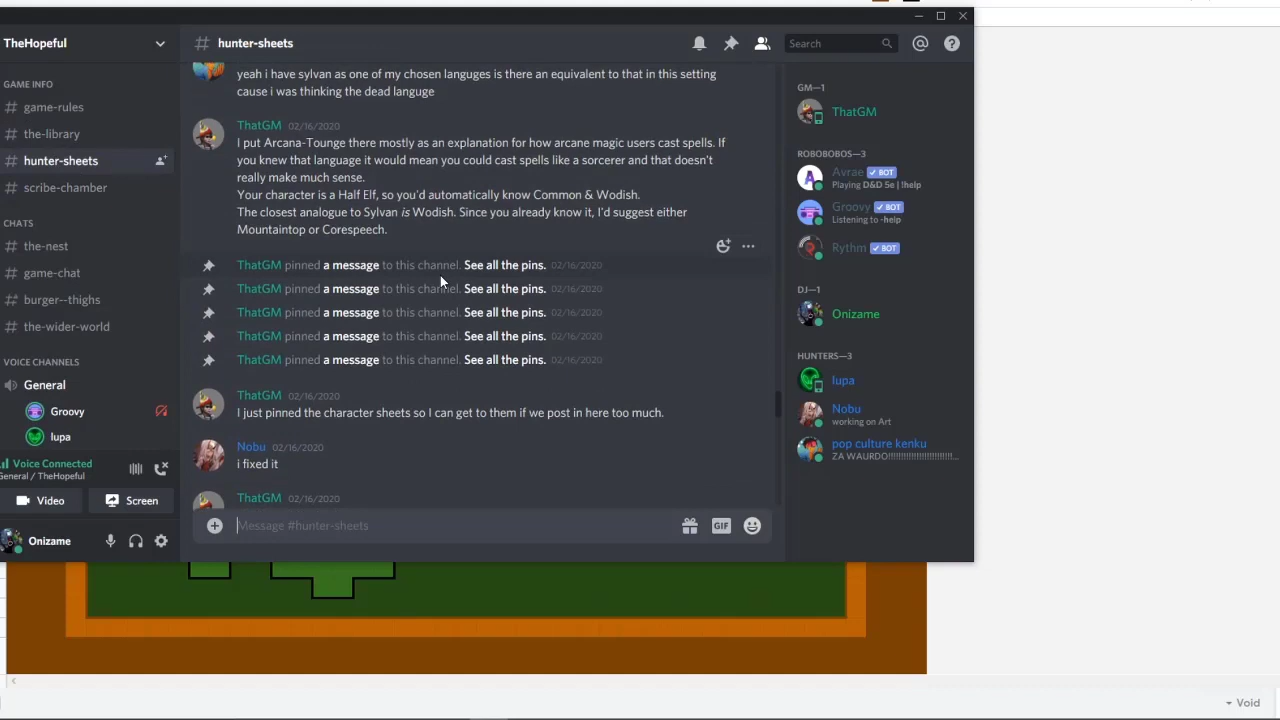 TheHopeful
GAME INFO
# game-rules
# the-library
# hunter-sheets
# scribe-chamber
CHATS
# the-nest
# game-chat
# burger--thighs
# the-wider-world
VOICE CHANNELS
General
Groovy
lupa
Voice Connected
General / TheHopeful
Video
Screen
Onizame
# hunter-sheets
Search
yeah i have sylvan as one of my chosen languges is there an equivalent to that in this setting
cause i was thinking the dead languge
ThatGM 02/16/2020
I put Arcana-Tounge there mostly as an explanation for how arcane magic users cast spells. If
you knew that language it would mean you could cast spells like a sorcerer and that doesn't
really make much sense.
Your character is a Half Elf, so you'd automatically know Common & Wodish.
The closest analogue to Sylvan is Wodish. Since you already know it, I'd suggest either
Mountaintop or Corespeech.
ThatGM pinned a message to this channel. See all the pins. 02/16/2020
ThatGM pinned a message to this channel. See all the pins. 02/16/2020
ThatGM pinned a message to this channel. See all the pins. 02/16/2020
ThatGM pinned a message to this channel. See all the pins. 02/16/2020
ThatGM pinned a message to this channel. See all the pins. 02/16/2020
ThatGM 02/16/2020
I just pinned the character sheets so I can get to them if we post in here too much.
Nobu 02/16/2020
i fixed it
ThatGM 02/16/2020
Message #hunter-sheets
GIF
GM—1
ThatGM
ROBOBOBOS—3
Avrae BOT
Playing D&D 5e | !help
Groovy BOT
Listening to -help
Rythm BOT
DJ—1
Onizame
HUNTERS—3
lupa
Nobu
working on Art
pop culture kenku
Void